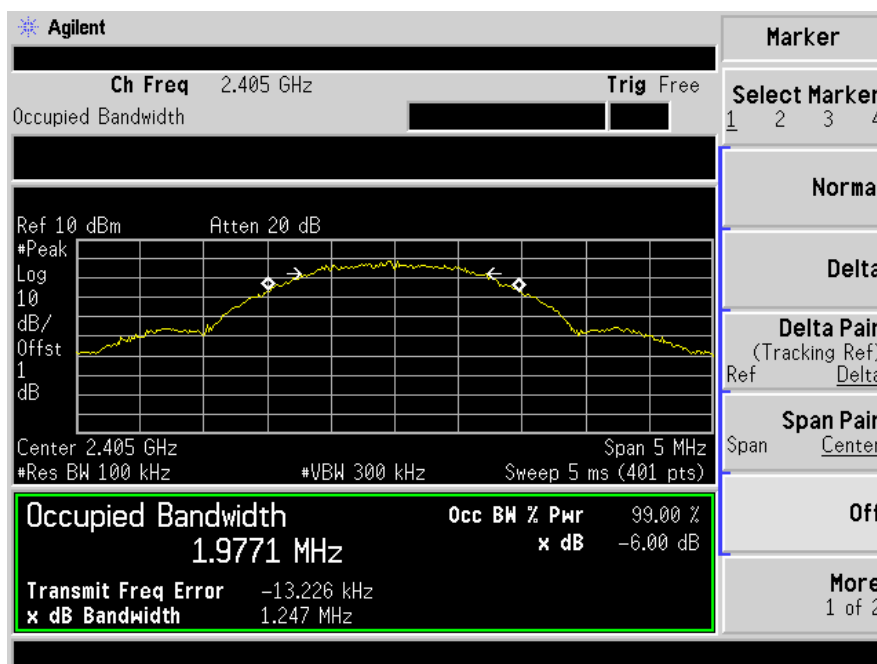 Agilent
Ch Freq 2.405 GHz Trig Free
Occupied Bandwidth
Ref 10 dBm Atten 20 dB
#Peak
Log
10
dB/
Offst
1
dB
Center 2.405 GHz Span 5 MHz
#Res BW 100 kHz #VBW 300 kHz Sweep 5 ms (401 pts)
Occupied Bandwidth
1.9771 MHz
Occ BW % Pwr 99.00 %
x dB -6.00 dB
Transmit Freq Error -13.226 kHz
x dB Bandwidth 1.247 MHz
Marker
Select Marker
1 2 3 4
Norma
Delta
Delta Pair
(Tracking Ref)
Ref Delta
Span Pair
Span Center
Off
More
1 of 2